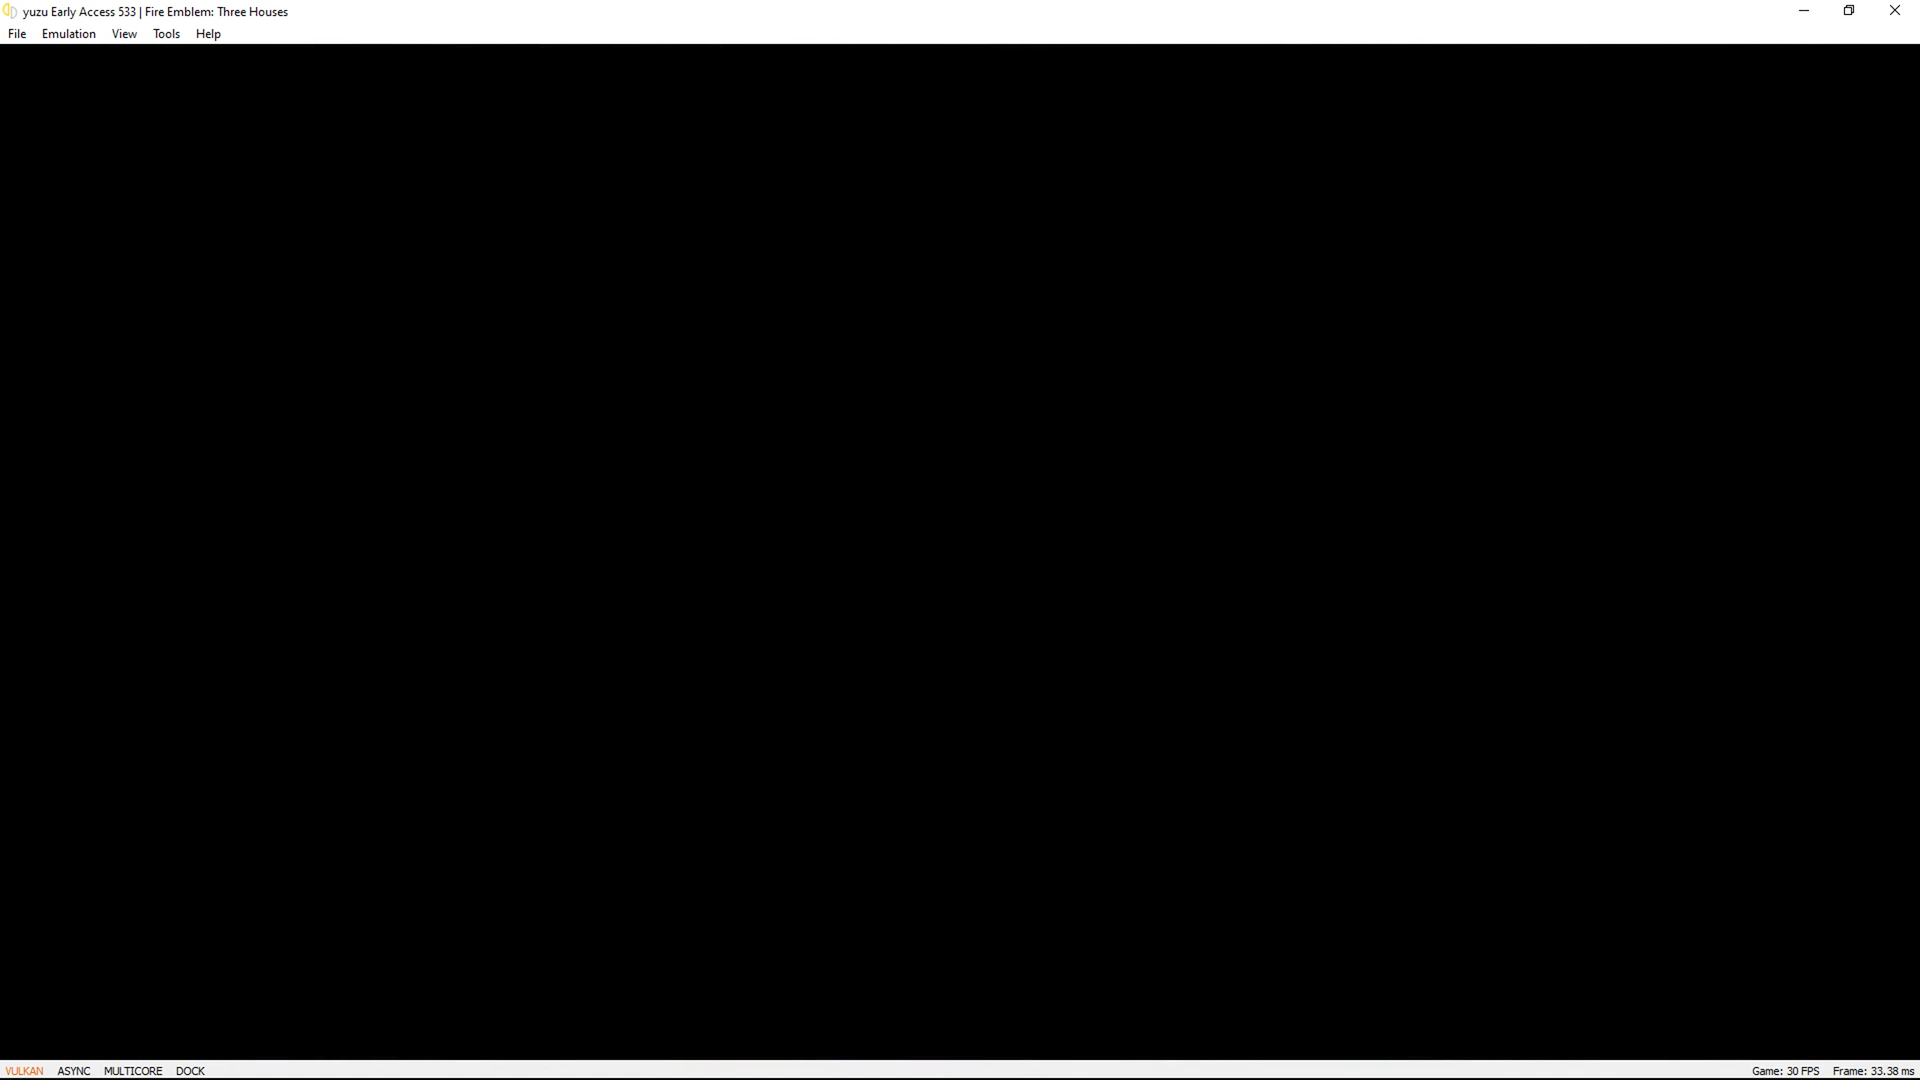 yuzu Early Access 533 | Fire Emblem: Three Houses
File Emulation View Tools Help
VULKAN ASYNC MULTICORE DOCK Game: 30 FPS Frame: 33.38 ms